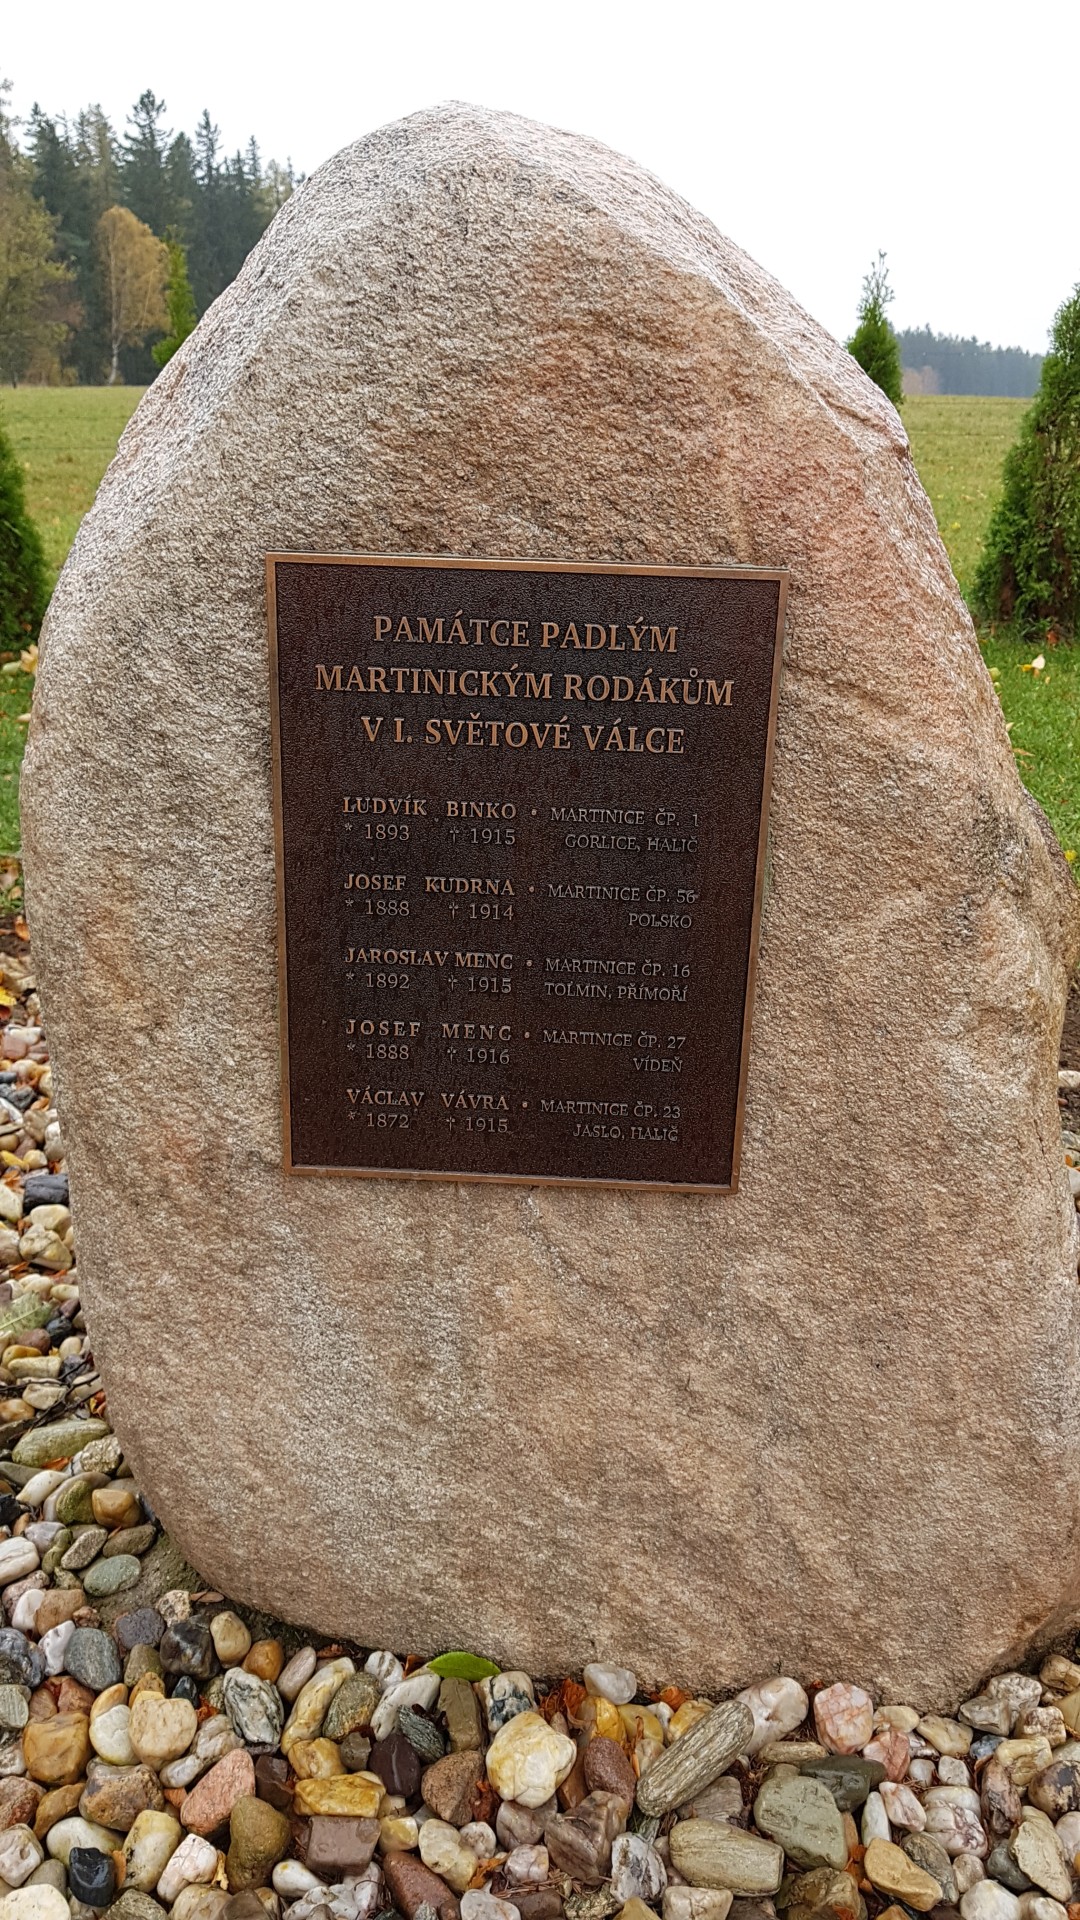 PAMÁTCE PADLÝM
MARTINICKÝM RODÁKŮM
V I. SVĚTOVÉ VÁLCE
LUDVÍK BINKO • MARTINICE ČP. 1
* 1893 † 1915 GORLICE, HALIČ
JOSEF KUDRNA • MARTINICE ČP. 56
* 1888 † 1914 POLSKO
JAROSLAV MENC • MARTINICE ČP. 16
* 1892 † 1915 TOLMIN, PŘÍMOŘÍ
JOSEF MENC • MARTINICE ČP. 27
* 1888 † 1916 VÍDEŇ
VÁCLAV VÁVRA • MARTINICE ČP. 23
* 1872 † 1915 JASLO, HALIČ